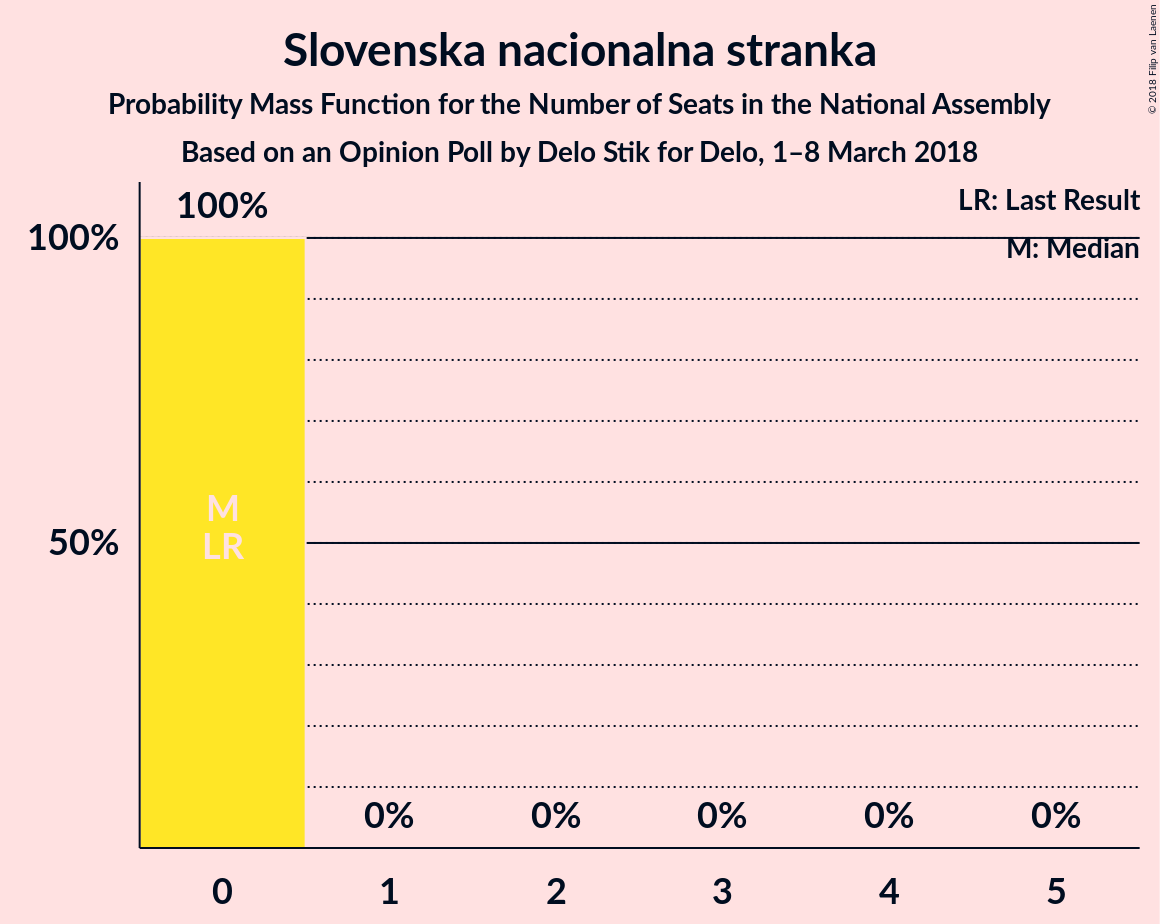 Slovenska nacionalna stranka
Probability Mass Function for the Number of Seats in the National Assembly
Based on an Opinion Poll by Delo Stik for Delo, 1–8 March 2018
© 2018 Filip van Laenen
LR: Last Result
M: Median
100%
100%
50%
M
LR
0%
0%
0%
0%
0%
0
1
2
3
4
5